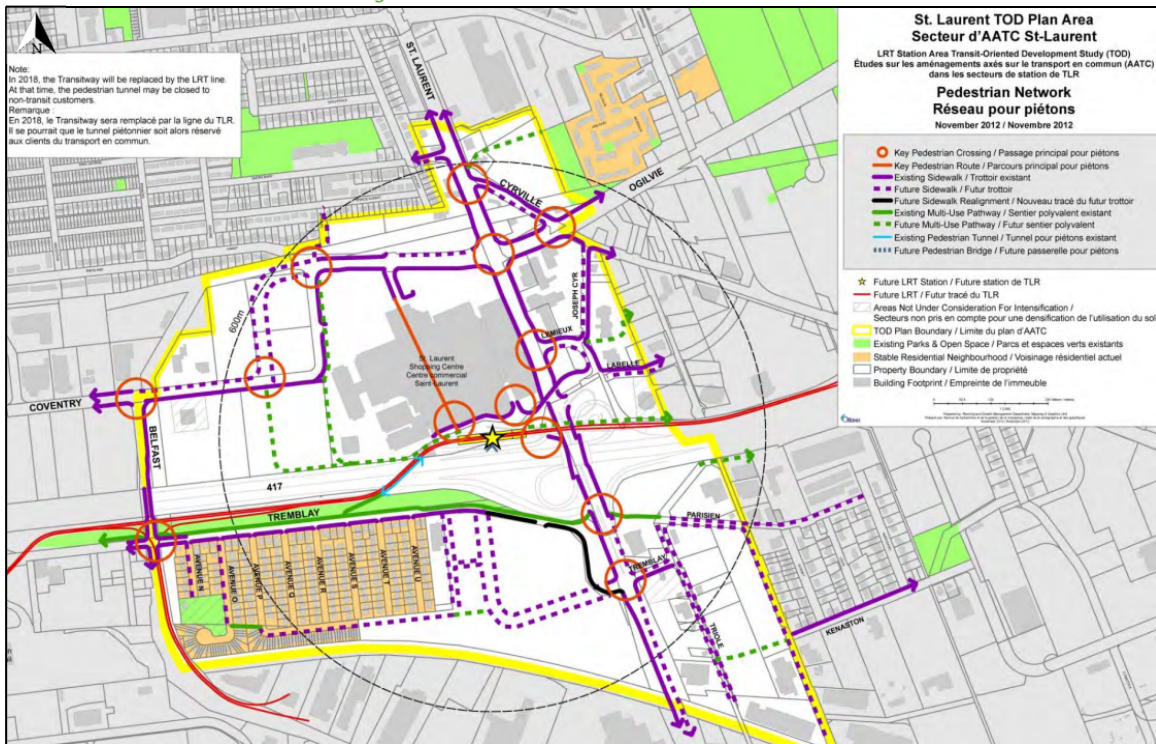 St. Laurent TOD Plan Area
Secteur d'AATC St-Laurent
LRT Station Area Transit-Oriented Development Study (TOD)
Études sur les aménagements axés sur le transport en commun (AATC)
dans les secteurs de station de TLR
Pedestrian Network
Réseau pour piétons
November 2012 / Novembre 2012
Key Pedestrian Crossing / Passage principal pour piétons
Key Pedestrian Route / Parcours principal pour piétons
Existing Sidewalk / Trottoir existant
Future Sidewalk / Futur trottoir
Future Sidewalk Realignment / Nouveau tracé du futur trottoir
Existing Multi-Use Pathway / Sentier polyvalent existant
Future Multi-Use Pathway / Futur sentier polyvalent
Existing Pedestrian Tunnel / Tunnel pour piétons existant
Future Pedestrian Bridge / Future passerelle pour piétons
Future LRT Station / Future station de TLR
Future LRT / Futur tracé du TLR
Areas Not Under Consideration For Intensification /
Secteurs non pris en compte pour une densification de l'utilisation du sol
TOD Plan Boundary / Limite du plan d'AATC
Existing Parks & Open Space / Parcs et espaces verts existants
Stable Residential Neighbourhood / Voisinage résidentiel actuel
Property Boundary / Limite de propriété
Building Footprint / Empreinte de l'immeuble
N
Note:
In 2018, the Transitway will be replaced by the LRT line.
At that time, the pedestrian tunnel may be closed to
non-transit customers.
Remarque :
En 2018, le Transitway sera remplacé par la ligne du TLR.
Il se pourrait que le tunnel piétonnier soit alors réservé
aux clients du transport en commun.
ST. LAURENT
CYRVILLE
OGILVIE
600m
JOSEPH CYR
LEMIEUX
LABELLE
St. Laurent
Shopping Centre
Centre commercial
Saint-Laurent
COVENTRY
BELFAST
417
TREMBLAY
PARISIEN
AVENUE N
AVENUE O
AVENUE P
AVENUE Q
AVENUE R
AVENUE S
AVENUE T
AVENUE U
TREMBLAY
TRIOLE
KENASTON